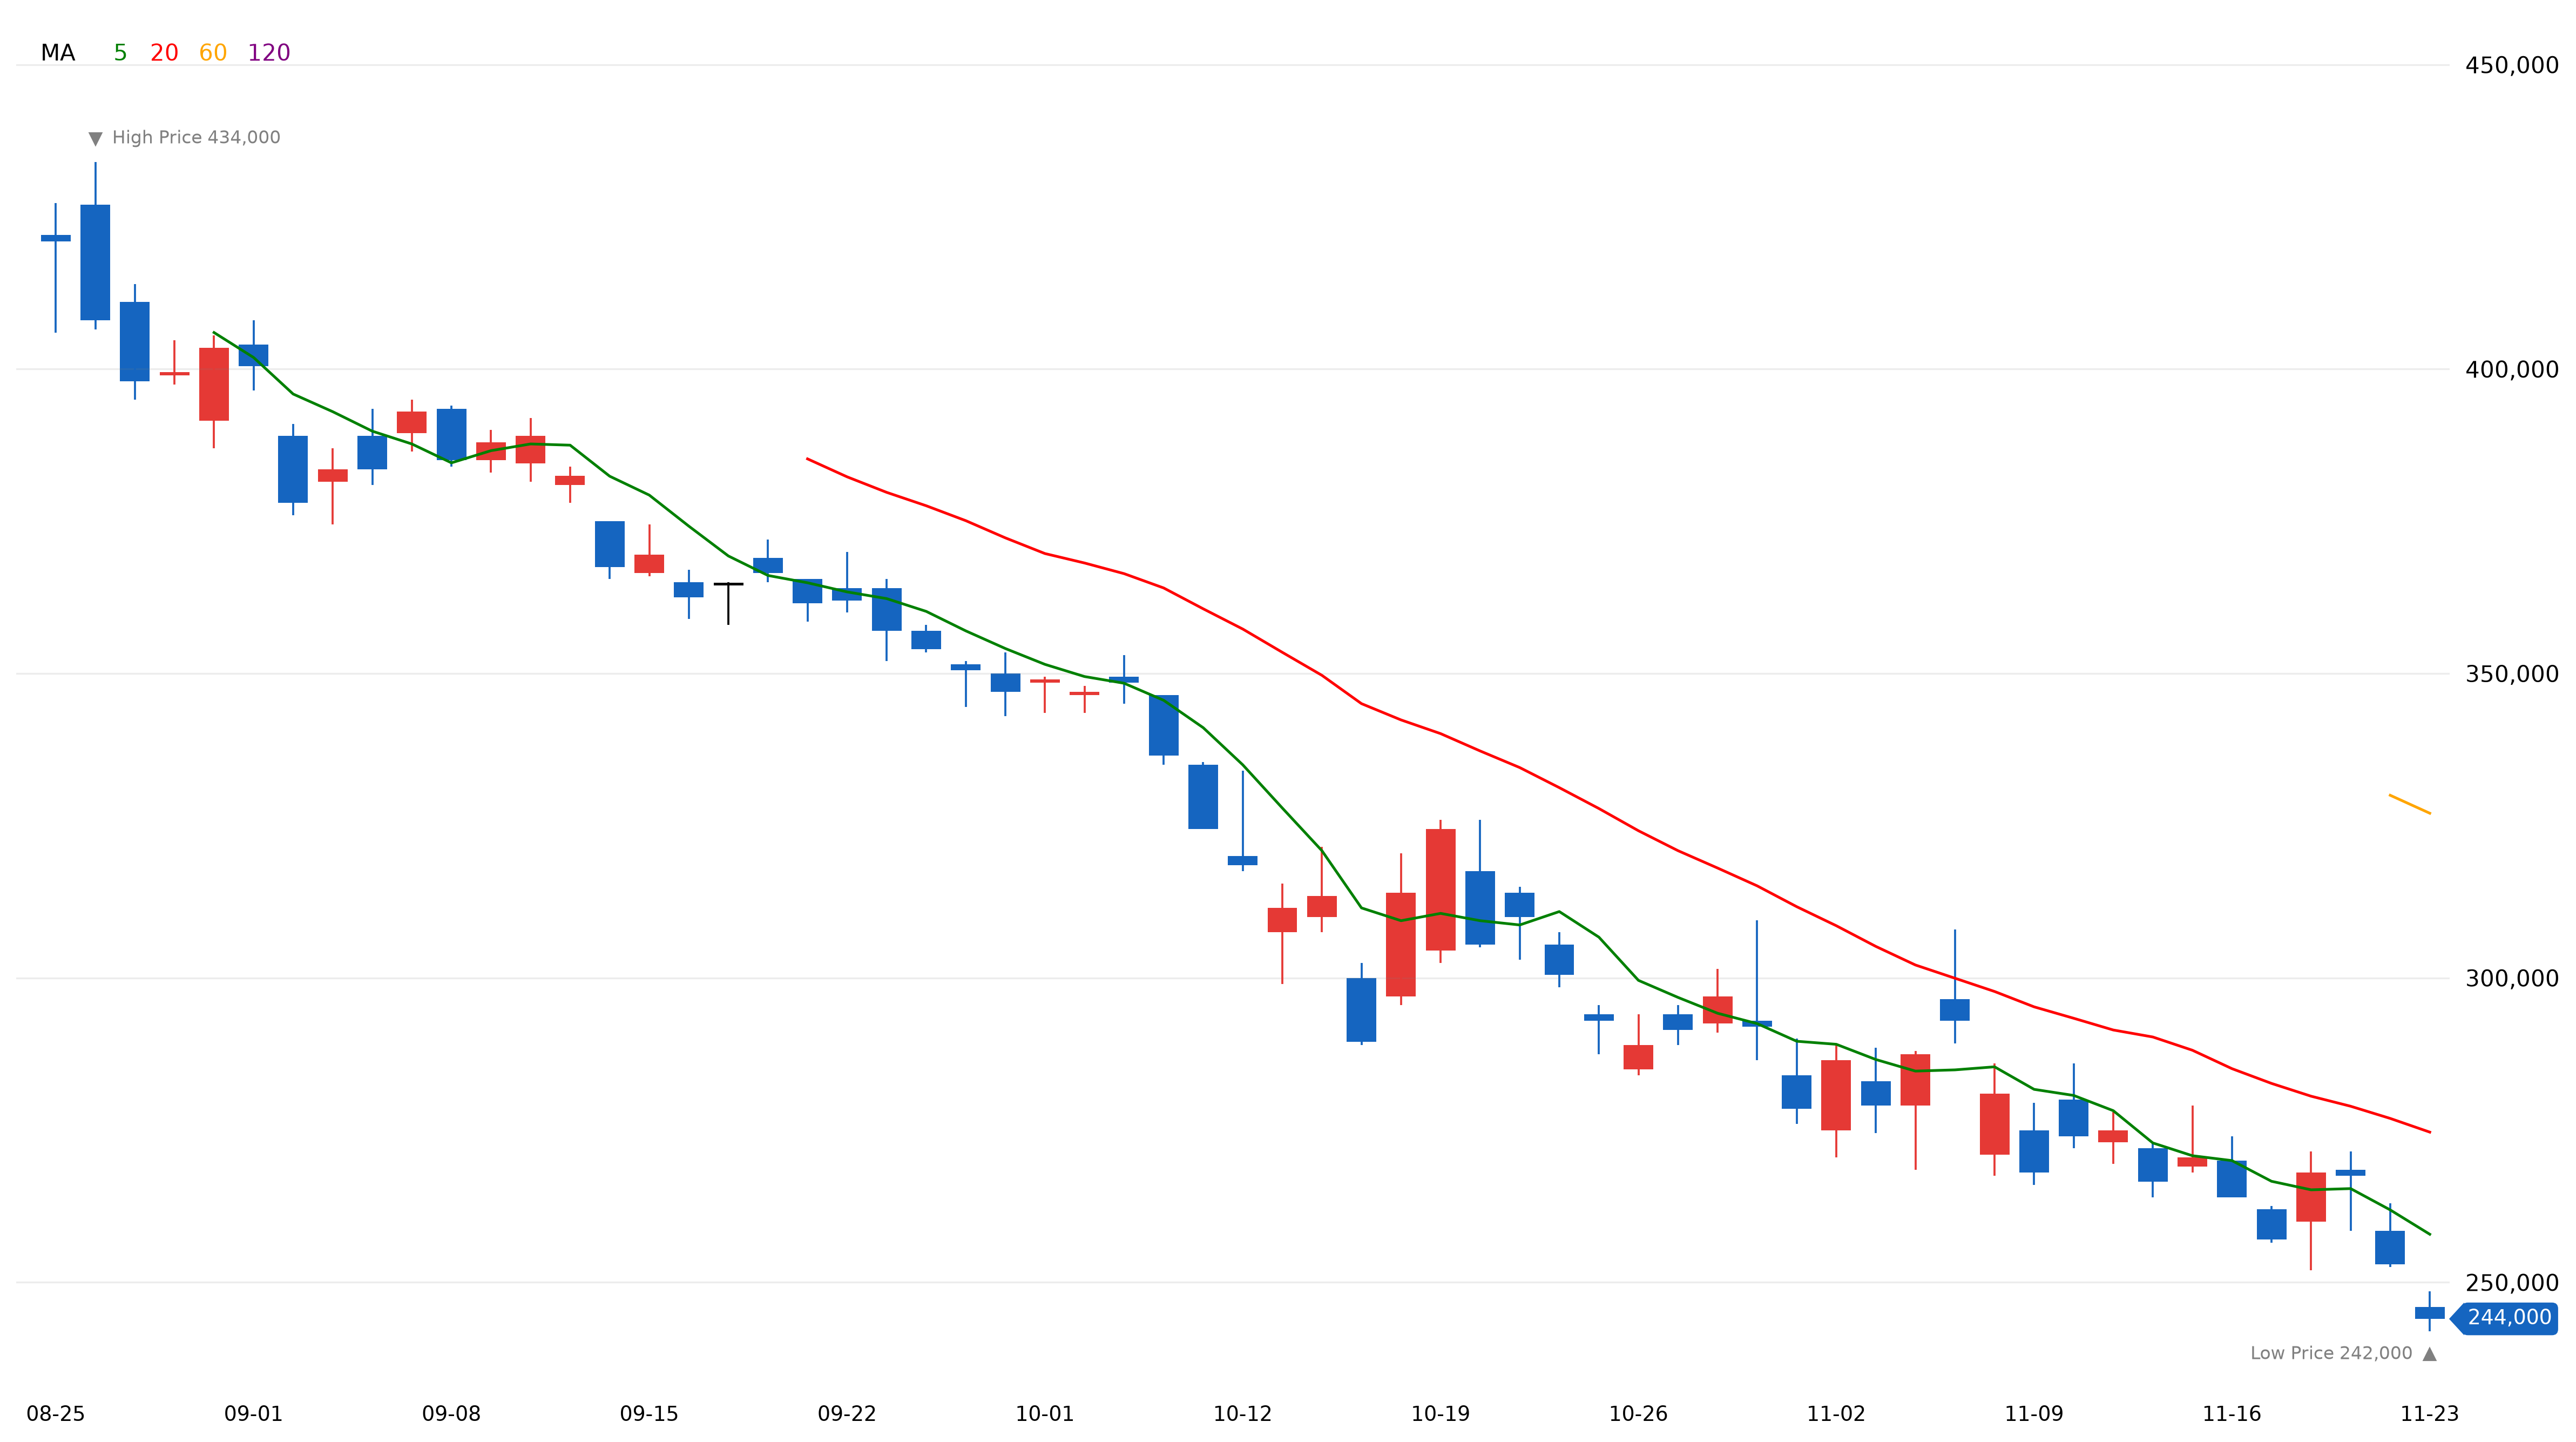 MA 5 20 60 120
450,000
▼ High Price 434,000
400,000
350,000
300,000
250,000
244,000
Low Price 242,000 ▲
08-25 09-01 09-08 09-15 09-22 10-01 10-12 10-19 10-26 11-02 11-09 11-16 11-23